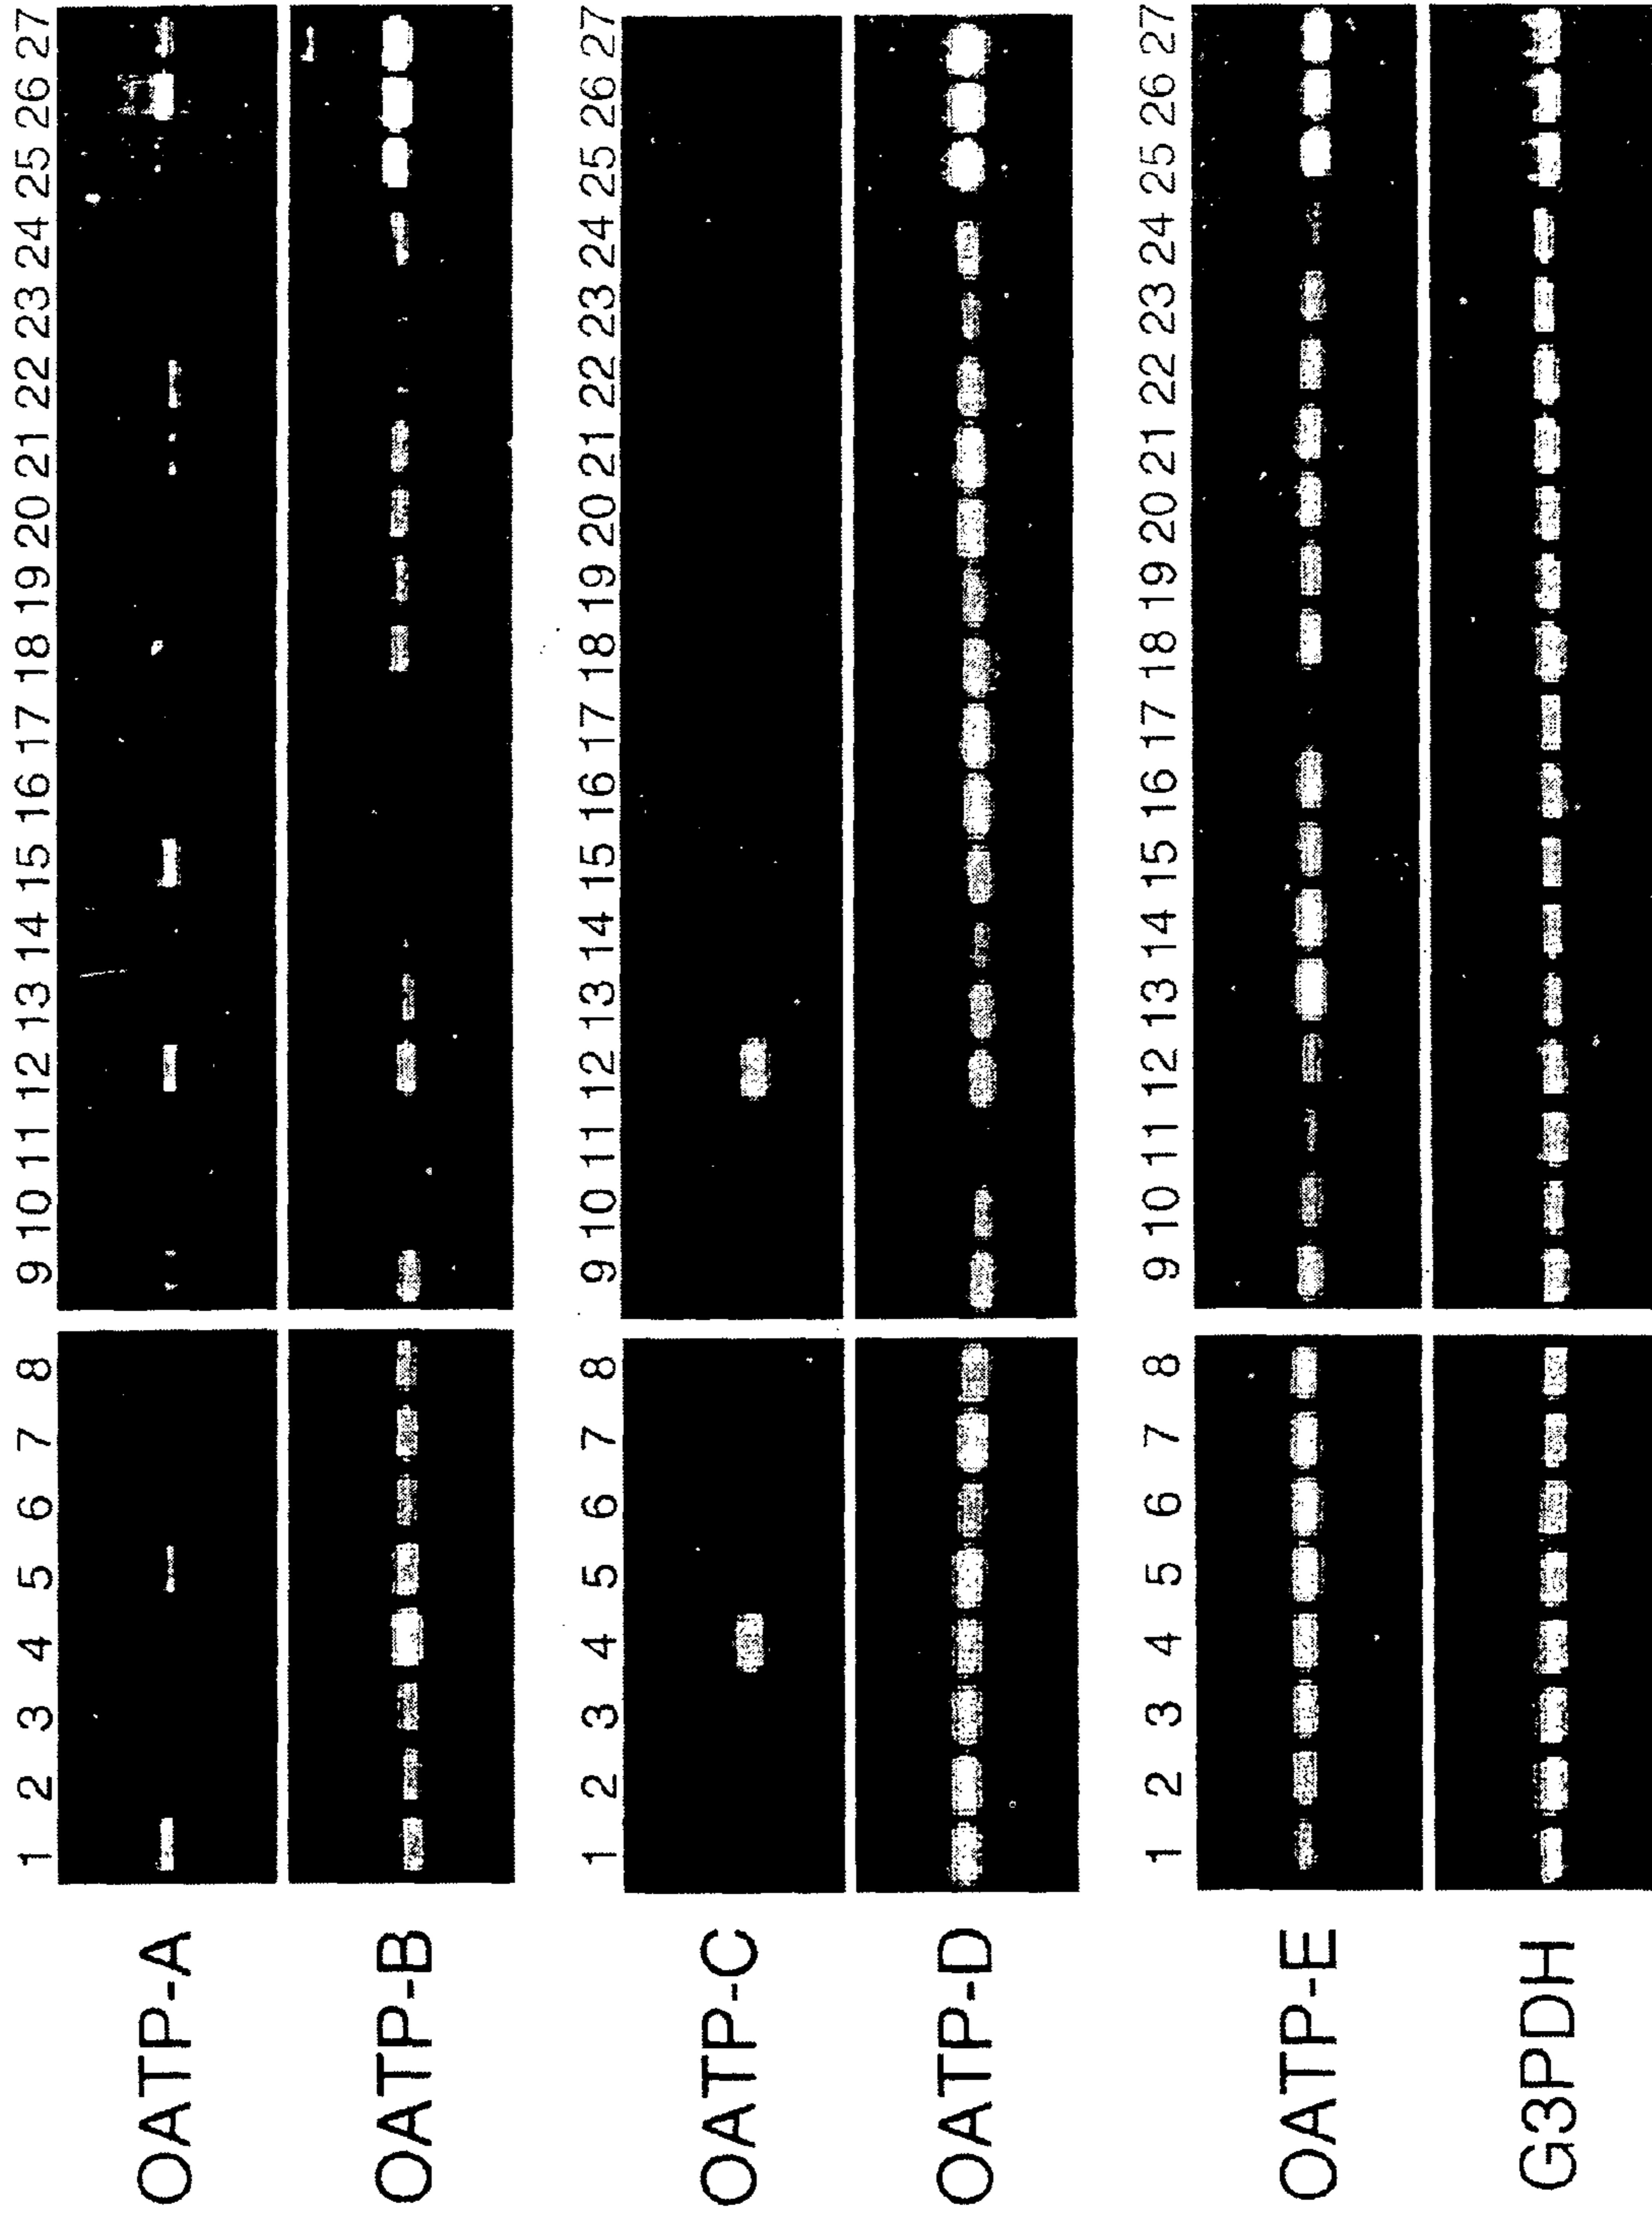 OATP-A
1 2 3 4 5 6 7 8 9 10 11 12 13 14 15 16 17 18 19 20 21 22 23 24 25 26 27
OATP-B
OATP-C
1 2 3 4 5 6 7 8 9 10 11 12 13 14 15 16 17 18 19 20 21 22 23 24 25 26 27
OATP-D
OATP-E
1 2 3 4 5 6 7 8 9 10 11 12 13 14 15 16 17 18 19 20 21 22 23 24 25 26 27
G3PDH